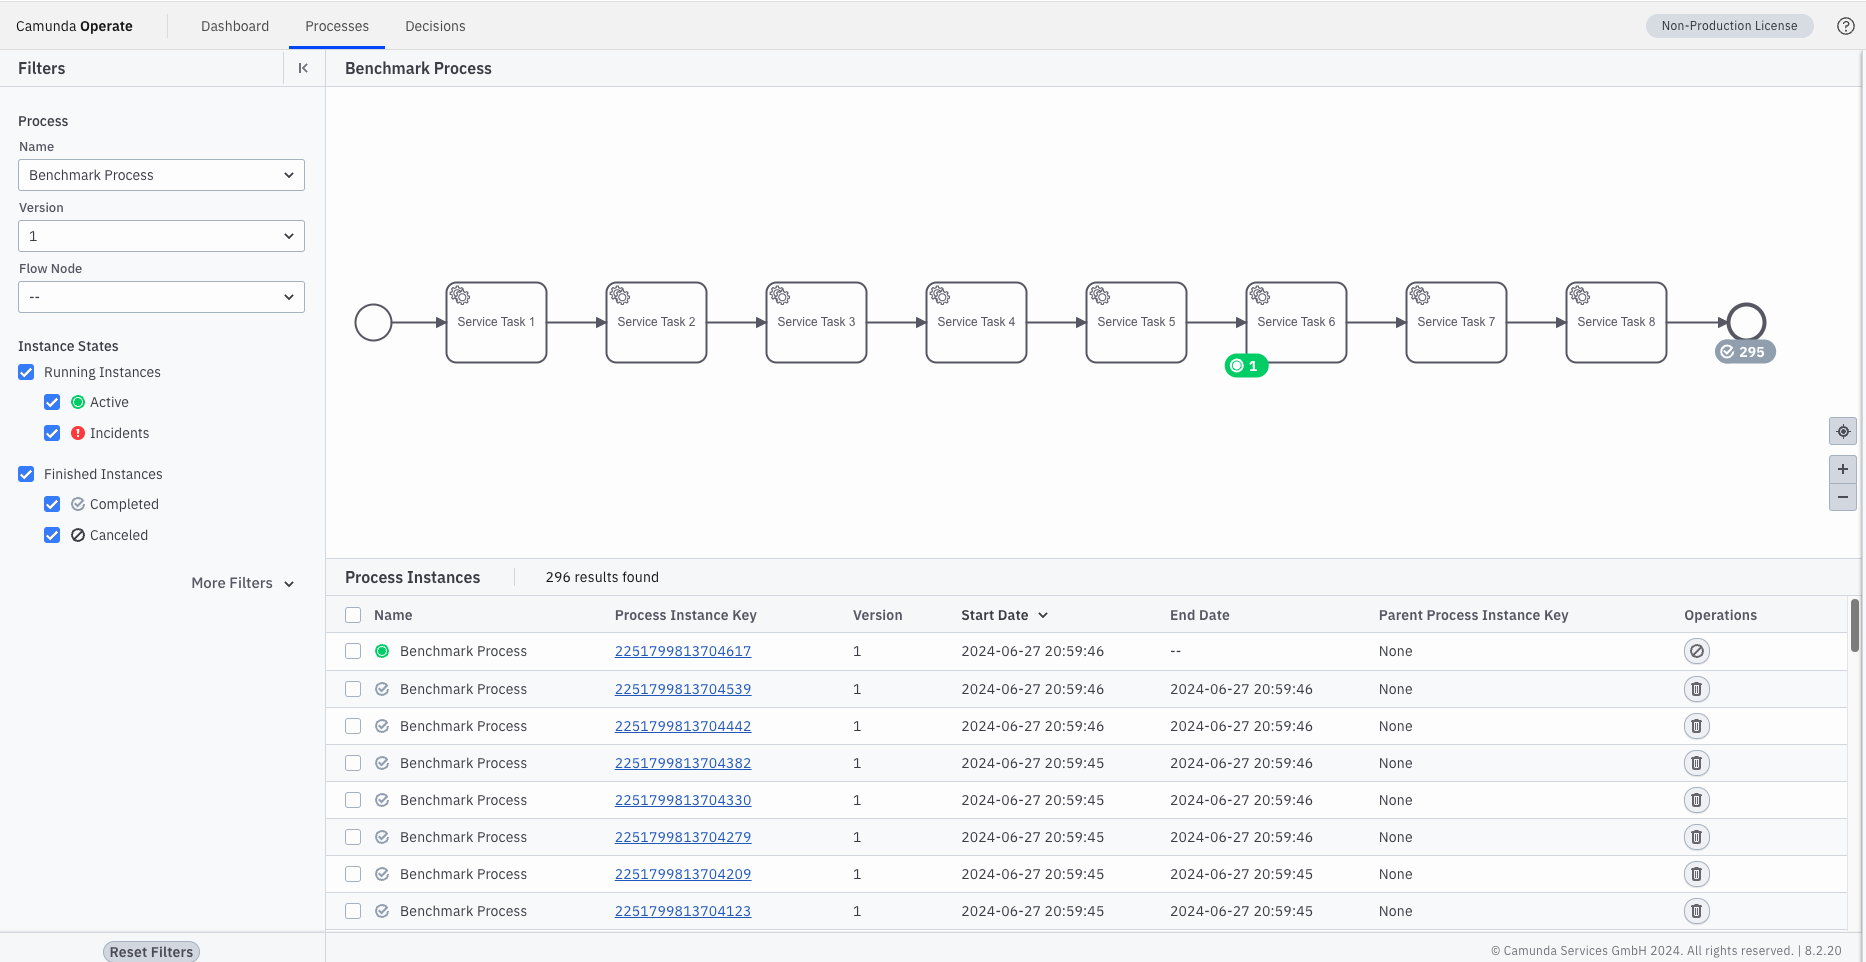 Camunda Operate
Dashboard
Processes
Decisions
Non-Production License
Filters
Process
Name
Benchmark Process
Version
1
Flow Node
--
Instance States
Running Instances
Active
Incidents
Finished Instances
Completed
Canceled
More Filters
Reset Filters
Benchmark Process
Service Task 1
Service Task 2
Service Task 3
Service Task 4
Service Task 5
Service Task 6
Service Task 7
Service Task 8
1
295
+
−
Process Instances 296 results found
Name Process Instance Key Version Start Date End Date Parent Process Instance Key Operations
Benchmark Process 2251799813704617 1 2024-06-27 20:59:46 -- None
Benchmark Process 2251799813704539 1 2024-06-27 20:59:46 2024-06-27 20:59:46 None
Benchmark Process 2251799813704442 1 2024-06-27 20:59:46 2024-06-27 20:59:46 None
Benchmark Process 2251799813704382 1 2024-06-27 20:59:45 2024-06-27 20:59:46 None
Benchmark Process 2251799813704330 1 2024-06-27 20:59:45 2024-06-27 20:59:46 None
Benchmark Process 2251799813704279 1 2024-06-27 20:59:45 2024-06-27 20:59:46 None
Benchmark Process 2251799813704209 1 2024-06-27 20:59:45 2024-06-27 20:59:45 None
Benchmark Process 2251799813704123 1 2024-06-27 20:59:45 2024-06-27 20:59:45 None
© Camunda Services GmbH 2024. All rights reserved. | 8.2.20